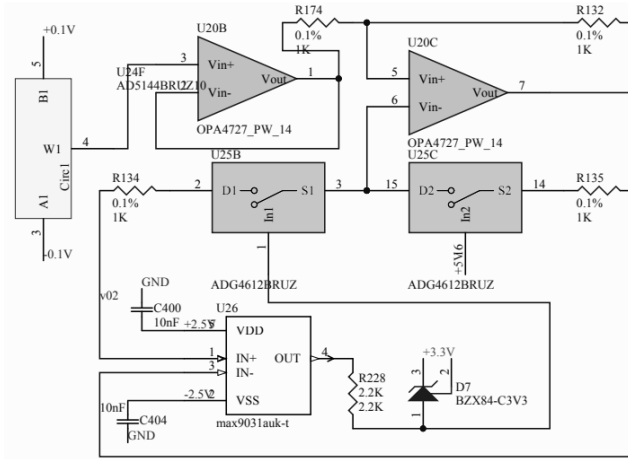 R174
0.1%
1K
R132
0.1%
1K
+0.1V
5
B1
W1
Circ1
A1
3
-0.1V
4
U24F
AD5144BRUZ10
U20B
3
Vin+
2
Vin-
Vout
1
OPA4727_PW_14
U20C
5
Vin+
6
Vin-
Vout
7
OPA4727_PW_14
R134
0.1%
1K
U25B
2
D1
S1
3
In1
1
ADG4612BRUZ
U25C
15
D2
S2
14
In2
+5V
16
ADG4612BRUZ
R135
0.1%
1K
v02
GND
C400
10nF
+2.5V
U26
VDD
1
IN+
OUT
4
3
IN-
-2.5V
2
VSS
max9031auk-t
10nF
C404
GND
R228
2.2K
2.2K
+3.3V
3
2
D7
BZX84-C3V3
1